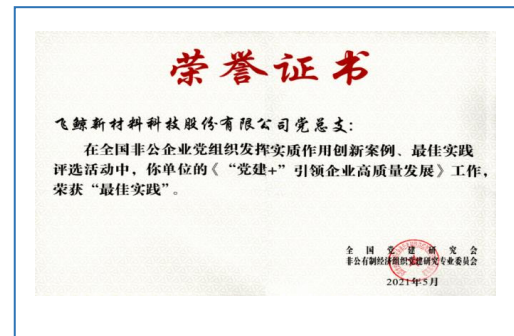 荣誉证书
飞鲸新材料科技股份有限公司党总支:
在全国非公企业党组织发挥实质作用创新案例、最佳实践
评选活动中,你单位的《“党建+”引领企业高质量发展》工作,
荣获“最佳实践”。
全国党建研究会
非公有制经济组织党建研究专业委员会
2021年5月